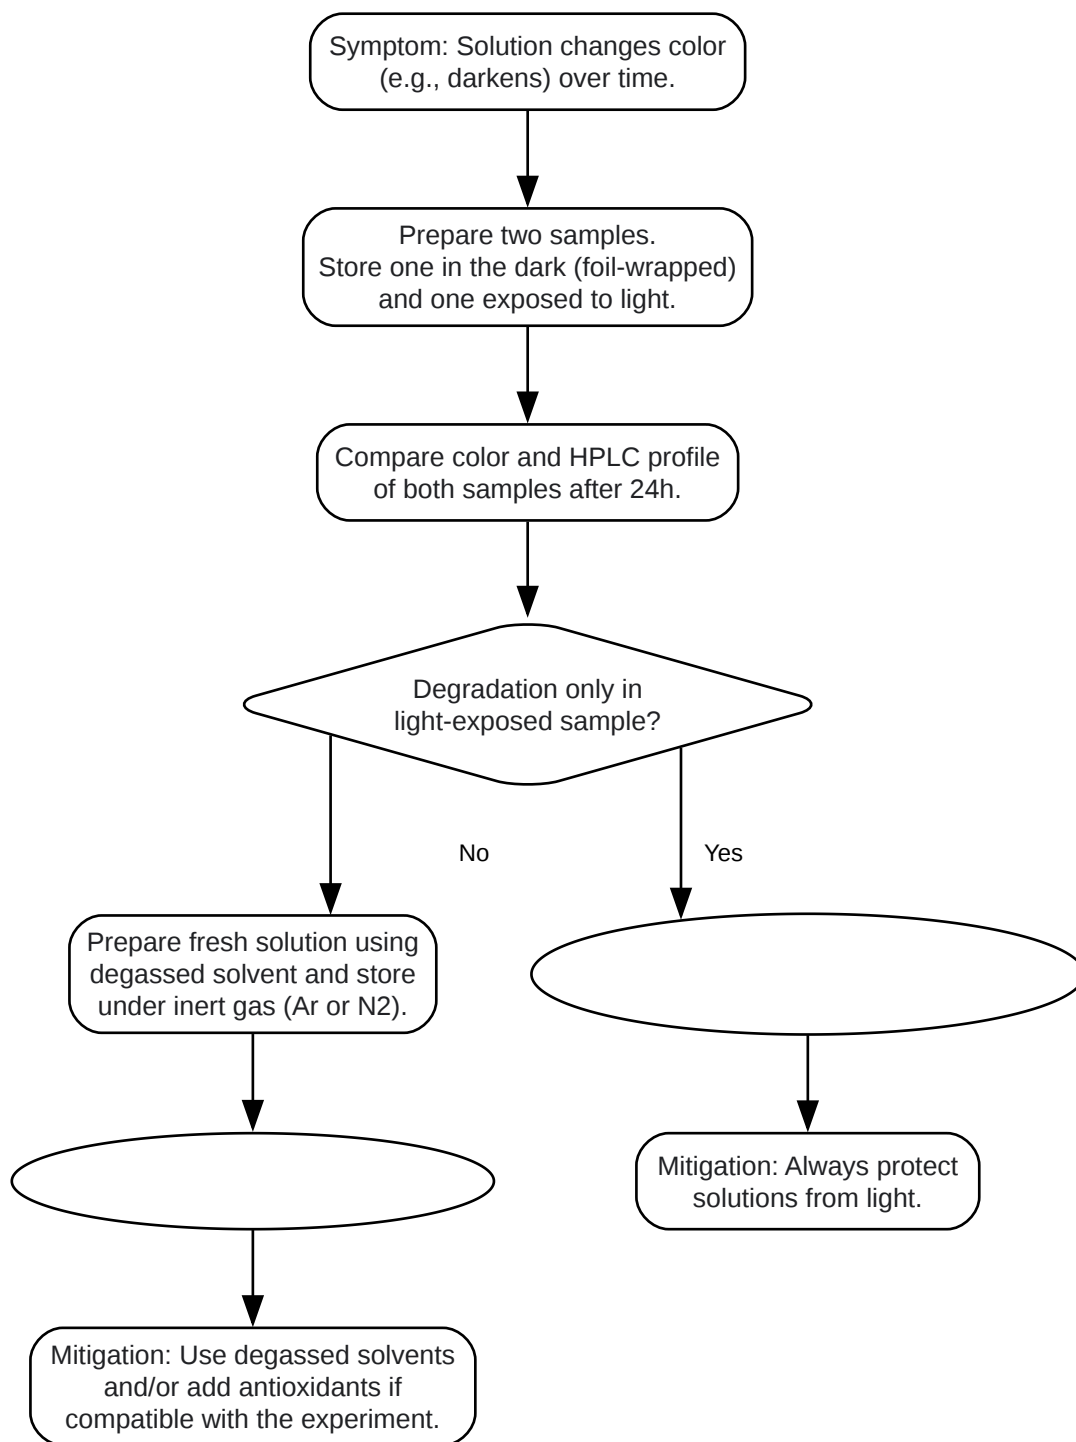 Symptom: Solution changes color
(e.g., darkens) over time.
Prepare two samples.
Store one in the dark (foil-wrapped)
and one exposed to light.
Compare color and HPLC profile
of both samples after 24h.
Degradation only in
light-exposed sample?
No
Yes
Prepare fresh solution using
degassed solvent and store
under inert gas (Ar or N2).
Mitigation: Always protect
solutions from light.
Mitigation: Use degassed solvents
and/or add antioxidants if
compatible with the experiment.